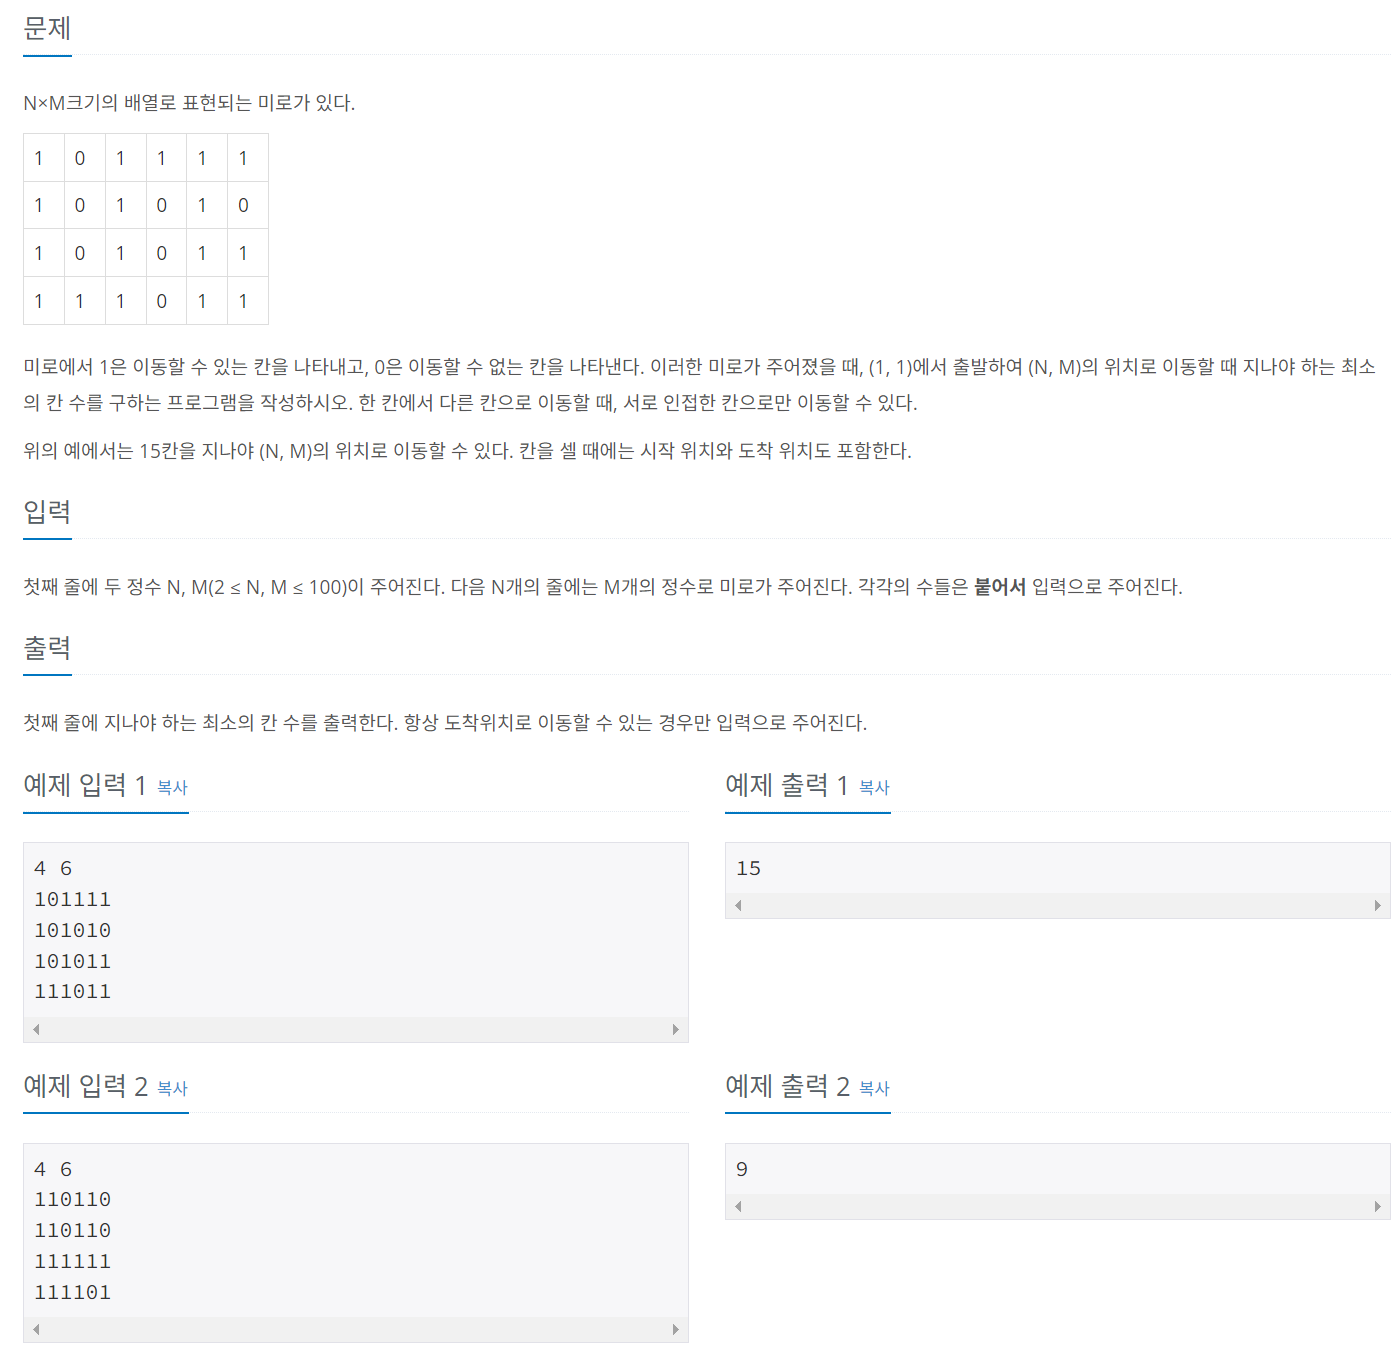 문제
N×M크기의 배열로 표현되는 미로가 있다.
1 0 1 1 1 1
1 0 1 0 1 0
1 0 1 0 1 1
1 1 1 0 1 1
미로에서 1은 이동할 수 있는 칸을 나타내고, 0은 이동할 수 없는 칸을 나타낸다. 이러한 미로가 주어졌을 때, (1, 1)에서 출발하여 (N, M)의 위치로 이동할 때 지나야 하는 최소
의 칸 수를 구하는 프로그램을 작성하시오. 한 칸에서 다른 칸으로 이동할 때, 서로 인접한 칸으로만 이동할 수 있다.
위의 예에서는 15칸을 지나야 (N, M)의 위치로 이동할 수 있다. 칸을 셀 때에는 시작 위치와 도착 위치도 포함한다.
입력
첫째 줄에 두 정수 N, M(2 ≤ N, M ≤ 100)이 주어진다. 다음 N개의 줄에는 M개의 정수로 미로가 주어진다. 각각의 수들은 붙어서 입력으로 주어진다.
출력
첫째 줄에 지나야 하는 최소의 칸 수를 출력한다. 항상 도착위치로 이동할 수 있는 경우만 입력으로 주어진다.
예제 입력 1 복사
4 6
101111
101010
101011
111011
예제 출력 1 복사
15
예제 입력 2 복사
4 6
110110
110110
111111
111101
예제 출력 2 복사
9